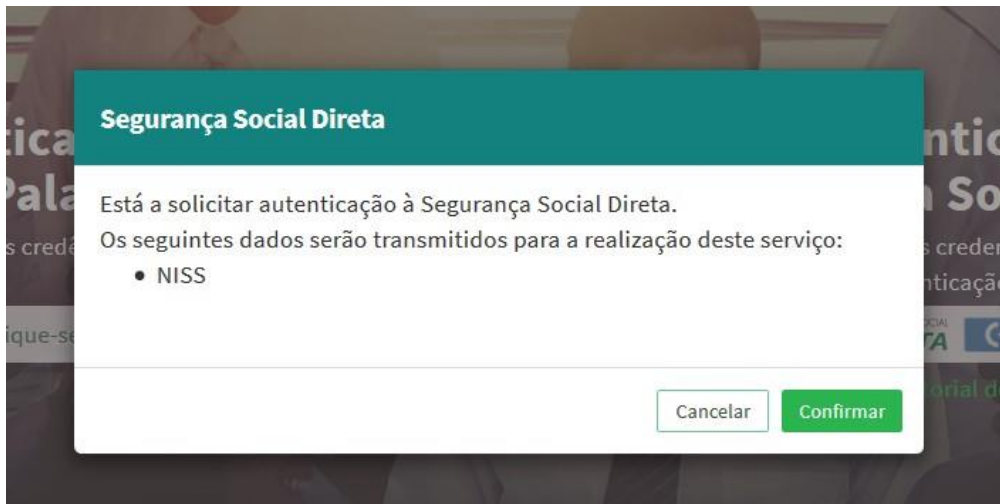 Segurança Social Direta
Está a solicitar autenticação à Segurança Social Direta.
Os seguintes dados serão transmitidos para a realização deste serviço:
NISS
Cancelar
Confirmar